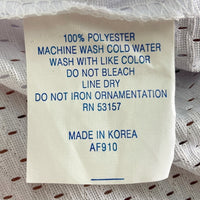 100% POLYESTER
MACHINE WASH COLD WATER
WASH WITH LIKE COLOR
DO NOT BLEACH
LINE DRY
DO NOT IRON ORNAMENTATION
RN 53157
MADE IN KOREA
AF910